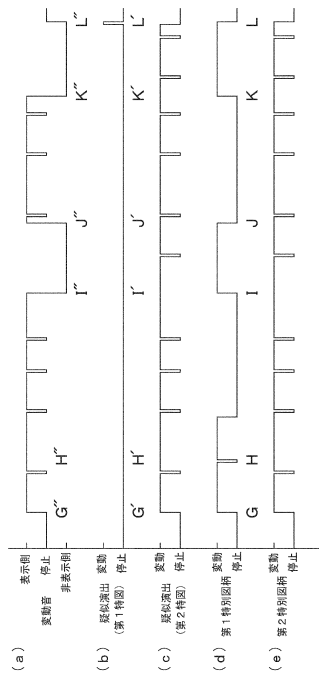 (a)
表示側
変動音 停止
非表示側
G″ H″ I″ J″ K″ L″
(b)
疑似演出 変動
(第1特図) 停止
G′ H′ I′ J′ K′ L′
(c)
疑似演出 変動
(第2特図) 停止
(d) 第1特別図柄 変動
停止
G H I J K L
(e) 第2特別図柄 変動
停止